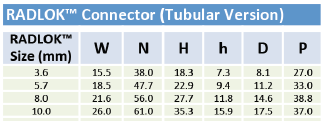 RADLOK™ Connector (Tubular Version)
RADLOK™ Size (mm) W N H h D P
3.6 15.5 38.0 18.3 7.3 8.1 27.0
5.7 18.5 47.7 22.9 9.4 11.2 33.0
8.0 21.6 56.0 27.7 11.8 14.6 38.8
10.0 26.0 61.0 35.3 15.9 17.5 37.0